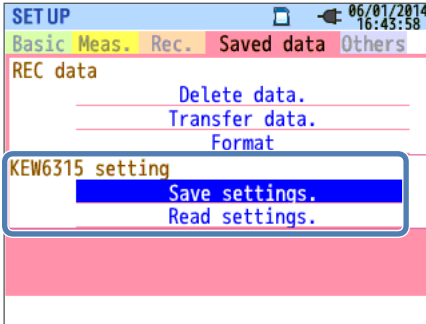 SET UP
06/01/2014
16:43:58
Basic Meas. Rec. Saved data Others
REC data
Delete data.
Transfer data.
Format
KEW6315 setting
Save settings.
Read settings.